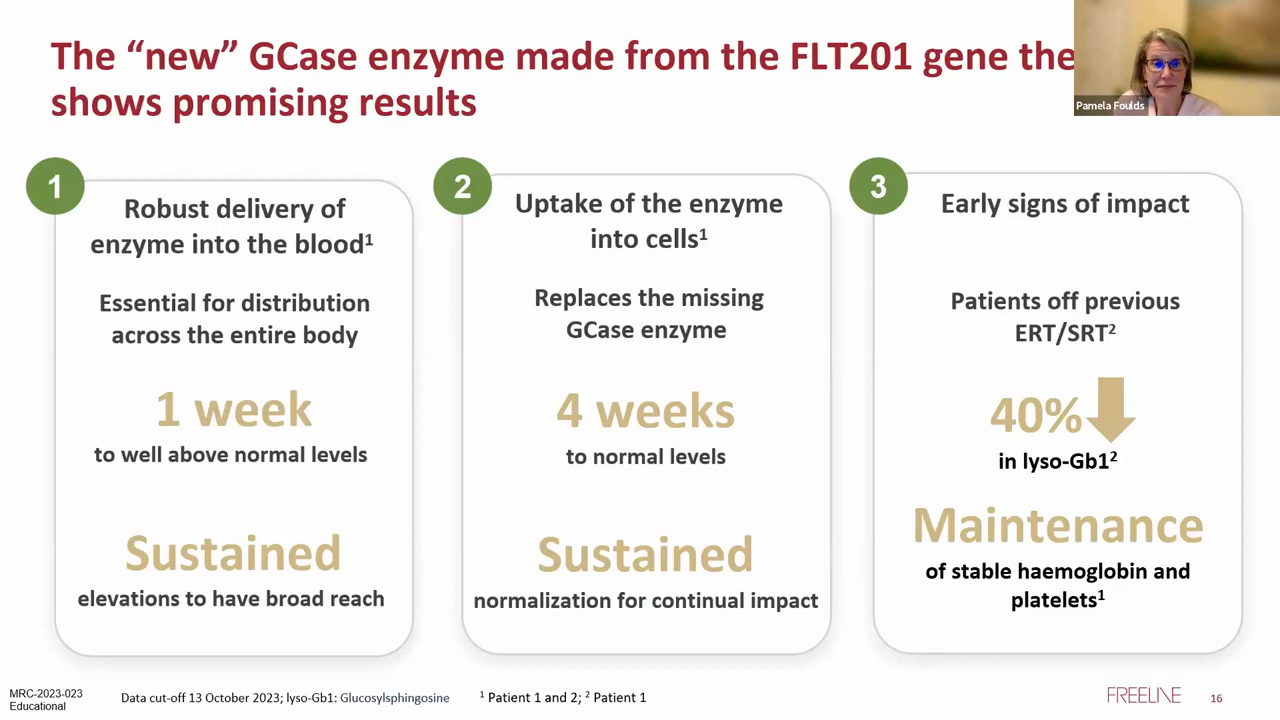 The “new” GCase enzyme made from the FLT201 gene the
shows promising results
Pamela Foulds
1
Robust delivery of
enzyme into the blood¹
Essential for distribution
across the entire body
1 week
to well above normal levels
Sustained
elevations to have broad reach
2
Uptake of the enzyme
into cells¹
Replaces the missing
GCase enzyme
4 weeks
to normal levels
Sustained
normalization for continual impact
3
Early signs of impact
Patients off previous
ERT/SRT²
40%
in lyso-Gb1²
Maintenance
of stable haemoglobin and
platelets¹
MRC-2023-023
Educational
Data cut-off 13 October 2023; lyso-Gb1: Glucosylsphingosine
¹ Patient 1 and 2; ² Patient 1
FREELINE
16